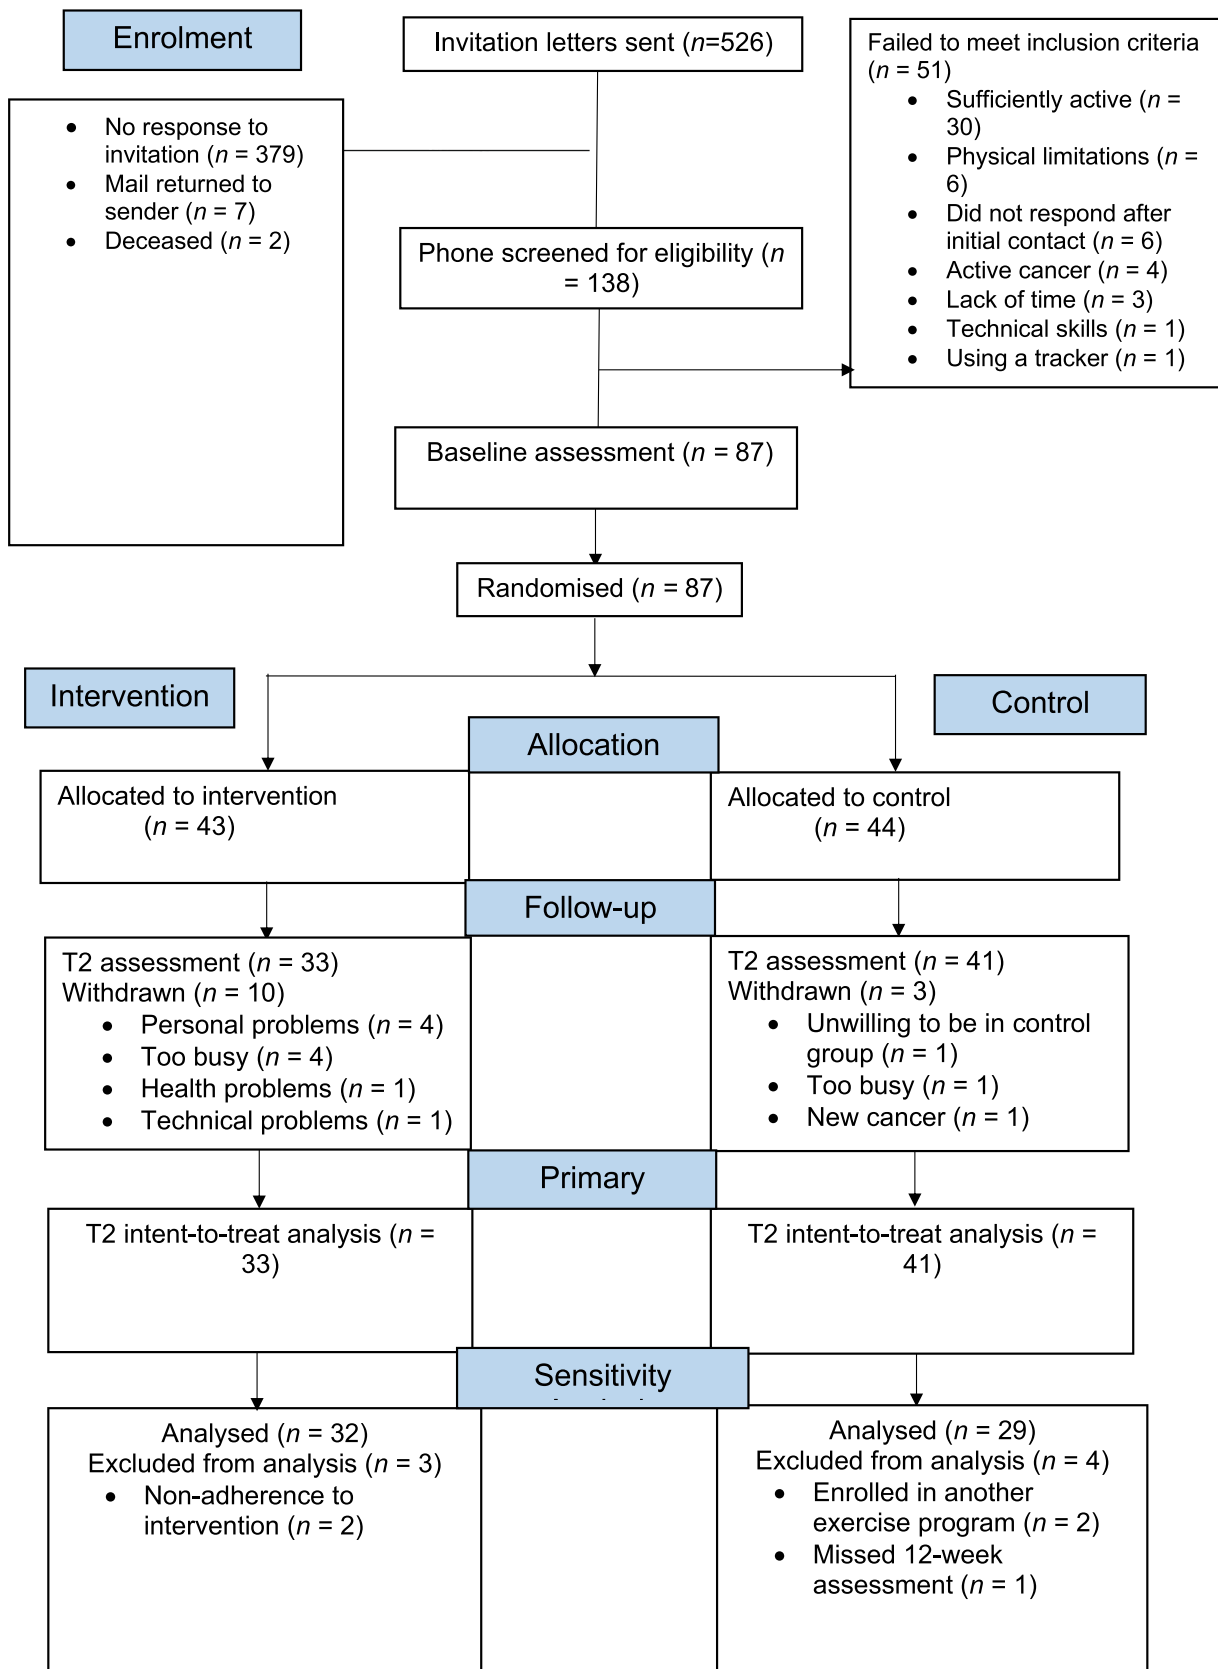 Enrolment
Invitation letters sent (n=526)
Failed to meet inclusion criteria
(n = 51)
• Sufficiently active (n =
30)
• Physical limitations (n =
6)
• Did not respond after
initial contact (n = 6)
• Active cancer (n = 4)
• Lack of time (n = 3)
• Technical skills (n = 1)
• Using a tracker (n = 1)
• No response to
invitation (n = 379)
• Mail returned to
sender (n = 7)
• Deceased (n = 2)
Phone screened for eligibility (n
= 138)
Baseline assessment (n = 87)
Randomised (n = 87)
Intervention
Control
Allocation
Allocated to intervention
(n = 43)
Allocated to control
(n = 44)
Follow-up
T2 assessment (n = 33)
Withdrawn (n = 10)
• Personal problems (n = 4)
• Too busy (n = 4)
• Health problems (n = 1)
• Technical problems (n = 1)
T2 assessment (n = 41)
Withdrawn (n = 3)
• Unwilling to be in control
group (n = 1)
• Too busy (n = 1)
• New cancer (n = 1)
Primary
T2 intent-to-treat analysis (n =
33)
T2 intent-to-treat analysis (n =
41)
Sensitivity
Analysed (n = 32)
Excluded from analysis (n = 3)
• Non-adherence to
intervention (n = 2)
Analysed (n = 29)
Excluded from analysis (n = 4)
• Enrolled in another
exercise program (n = 2)
• Missed 12-week
assessment (n = 1)